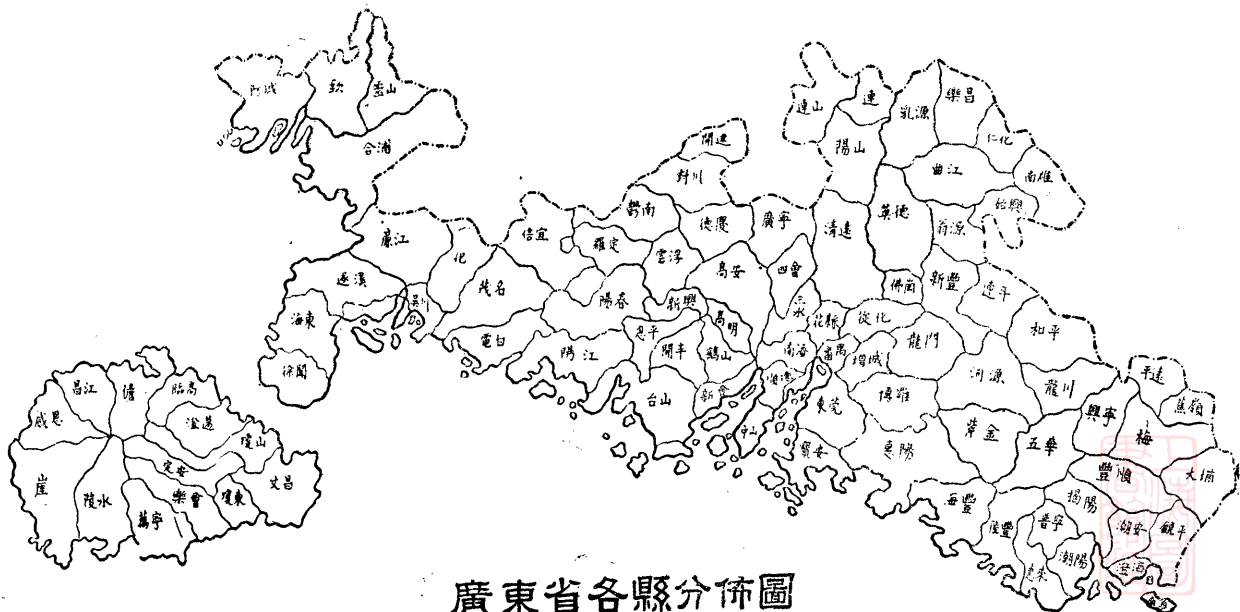 防城
欽
靈山
合浦
開建
封川
連山
連
陽山
乳源
樂昌
仁化
曲江
南雄
始興
翁源
英德
清遠
廣寧
德慶
鬱南
羅定
雲浮
信宜
廉江
化
茂名
遂溪
吳川
海東
徐聞
電白
陽春
陽江
新興
高安
四會
三水
高明
鶴山
恩平
開丰
台山
新會
南海
順德
中山
花縣
番禺
從化
佛岡
新豐
連平
和平
龍門
增城
博羅
東莞
寶安
惠陽
河源
龍川
紫金
五華
興寧
平遠
蕉嶺
梅
大埔
豐順
揭陽
潮安
饒平
普寧
潮陽
惠來
陸豐
海豐
南澳
昌江
儋
臨高
澄邁
瓊山
感恩
崖
陵水
萬寧
樂會
定安
瓊東
文昌
廣東省各縣分佈圖